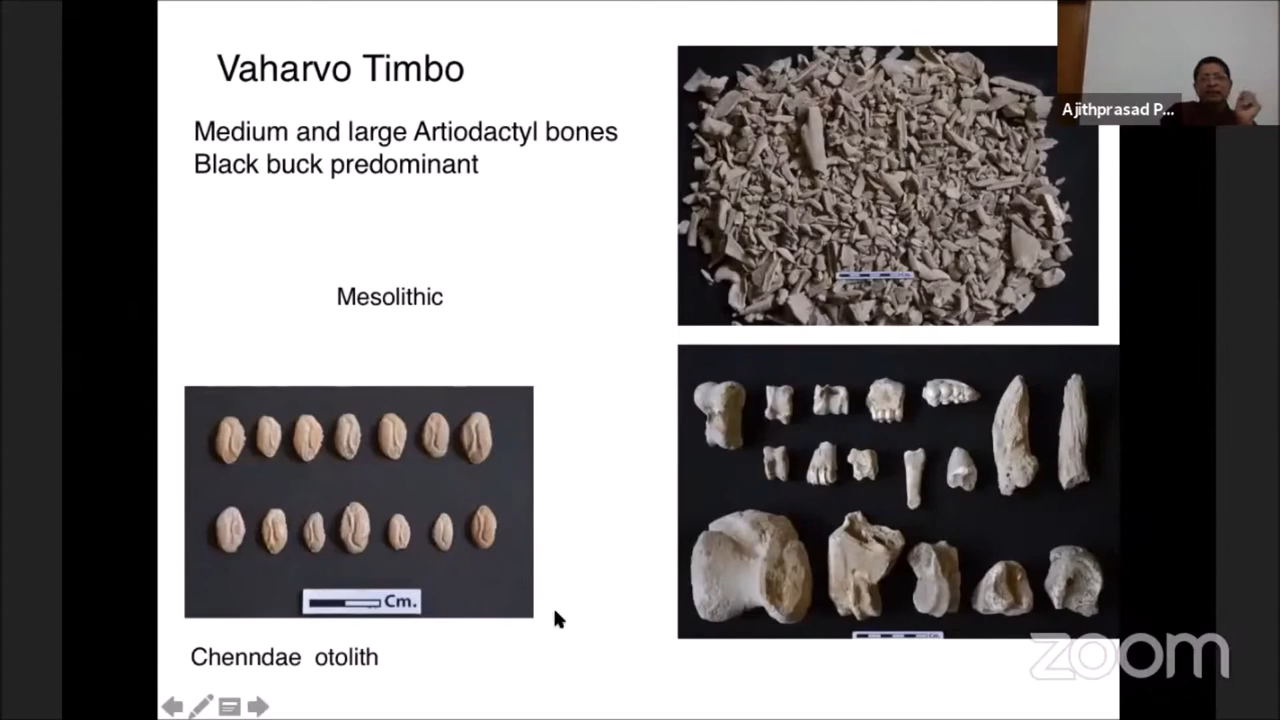 Vaharvo Timbo
Medium and large Artiodactyl bones
Black buck predominant
Mesolithic
Cm.
Chenndae otolith
Ajithprasad P...
zoom